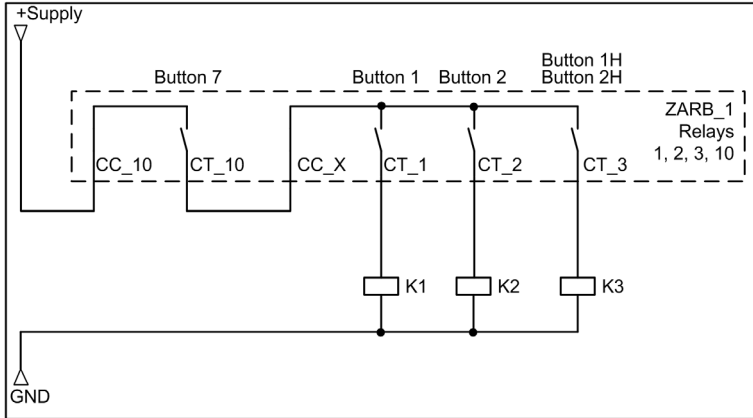 +Supply
Button 7
Button 1
Button 2
Button 1H
Button 2H
ZARB_1
Relays
1, 2, 3, 10
CC_10
CT_10
CC_X
CT_1
CT_2
CT_3
K1
K2
K3
GND